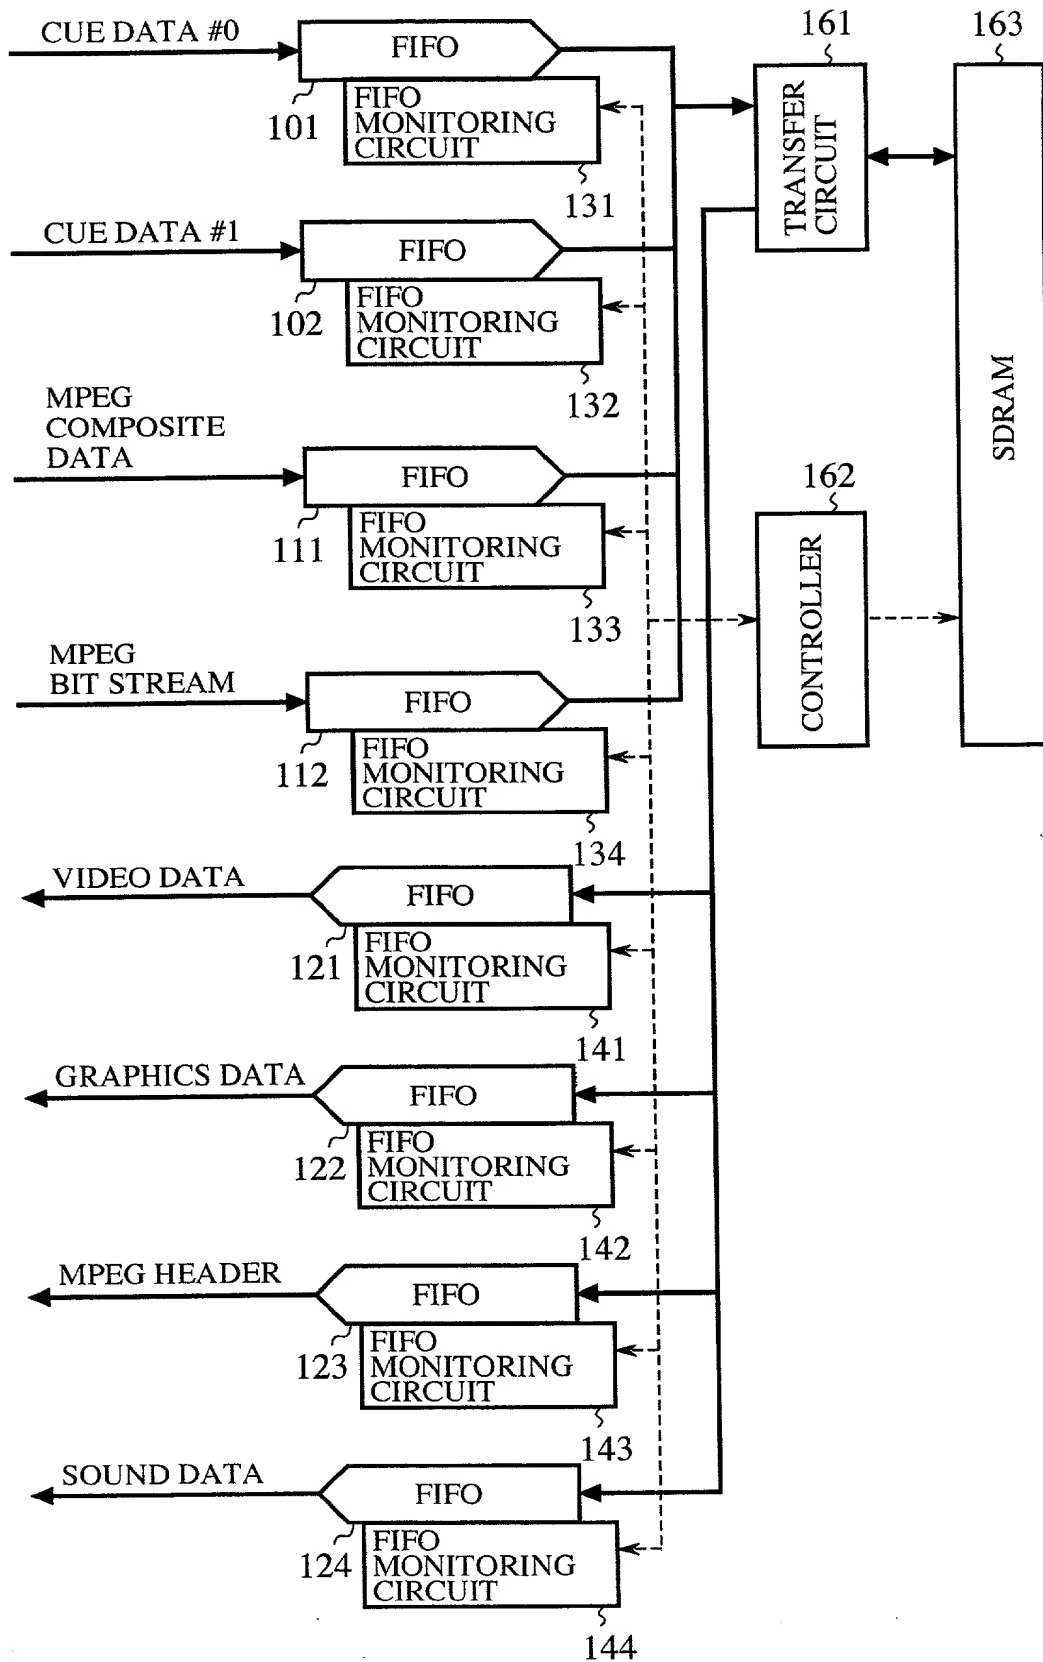 CUE DATA #0
FIFO
101
FIFO
MONITORING
CIRCUIT
131
161
TRANSFER
CIRCUIT
163
SDRAM
CUE DATA #1
FIFO
102
FIFO
MONITORING
CIRCUIT
132
MPEG
COMPOSITE
DATA
FIFO
111
FIFO
MONITORING
CIRCUIT
133
162
CONTROLLER
MPEG
BIT STREAM
FIFO
112
FIFO
MONITORING
CIRCUIT
134
VIDEO DATA
FIFO
121
FIFO
MONITORING
CIRCUIT
141
GRAPHICS DATA
FIFO
122
FIFO
MONITORING
CIRCUIT
142
MPEG HEADER
FIFO
123
FIFO
MONITORING
CIRCUIT
143
SOUND DATA
FIFO
124
FIFO
MONITORING
CIRCUIT
144